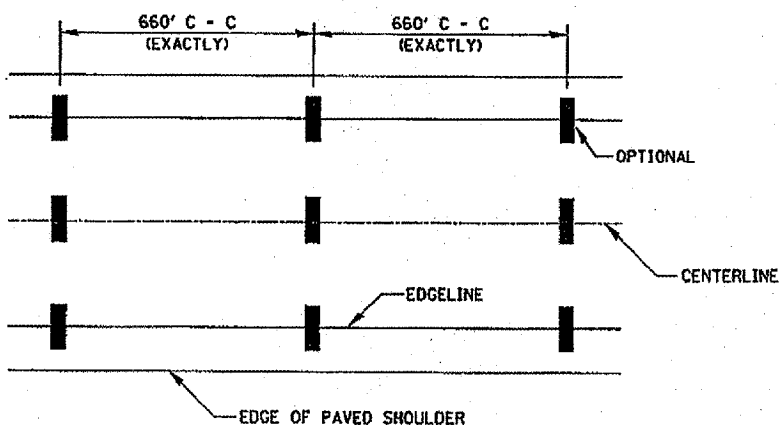 660' C - C
(EXACTLY)
660' C - C
(EXACTLY)
OPTIONAL
CENTERLINE
EDGELINE
EDGE OF PAVED SHOULDER